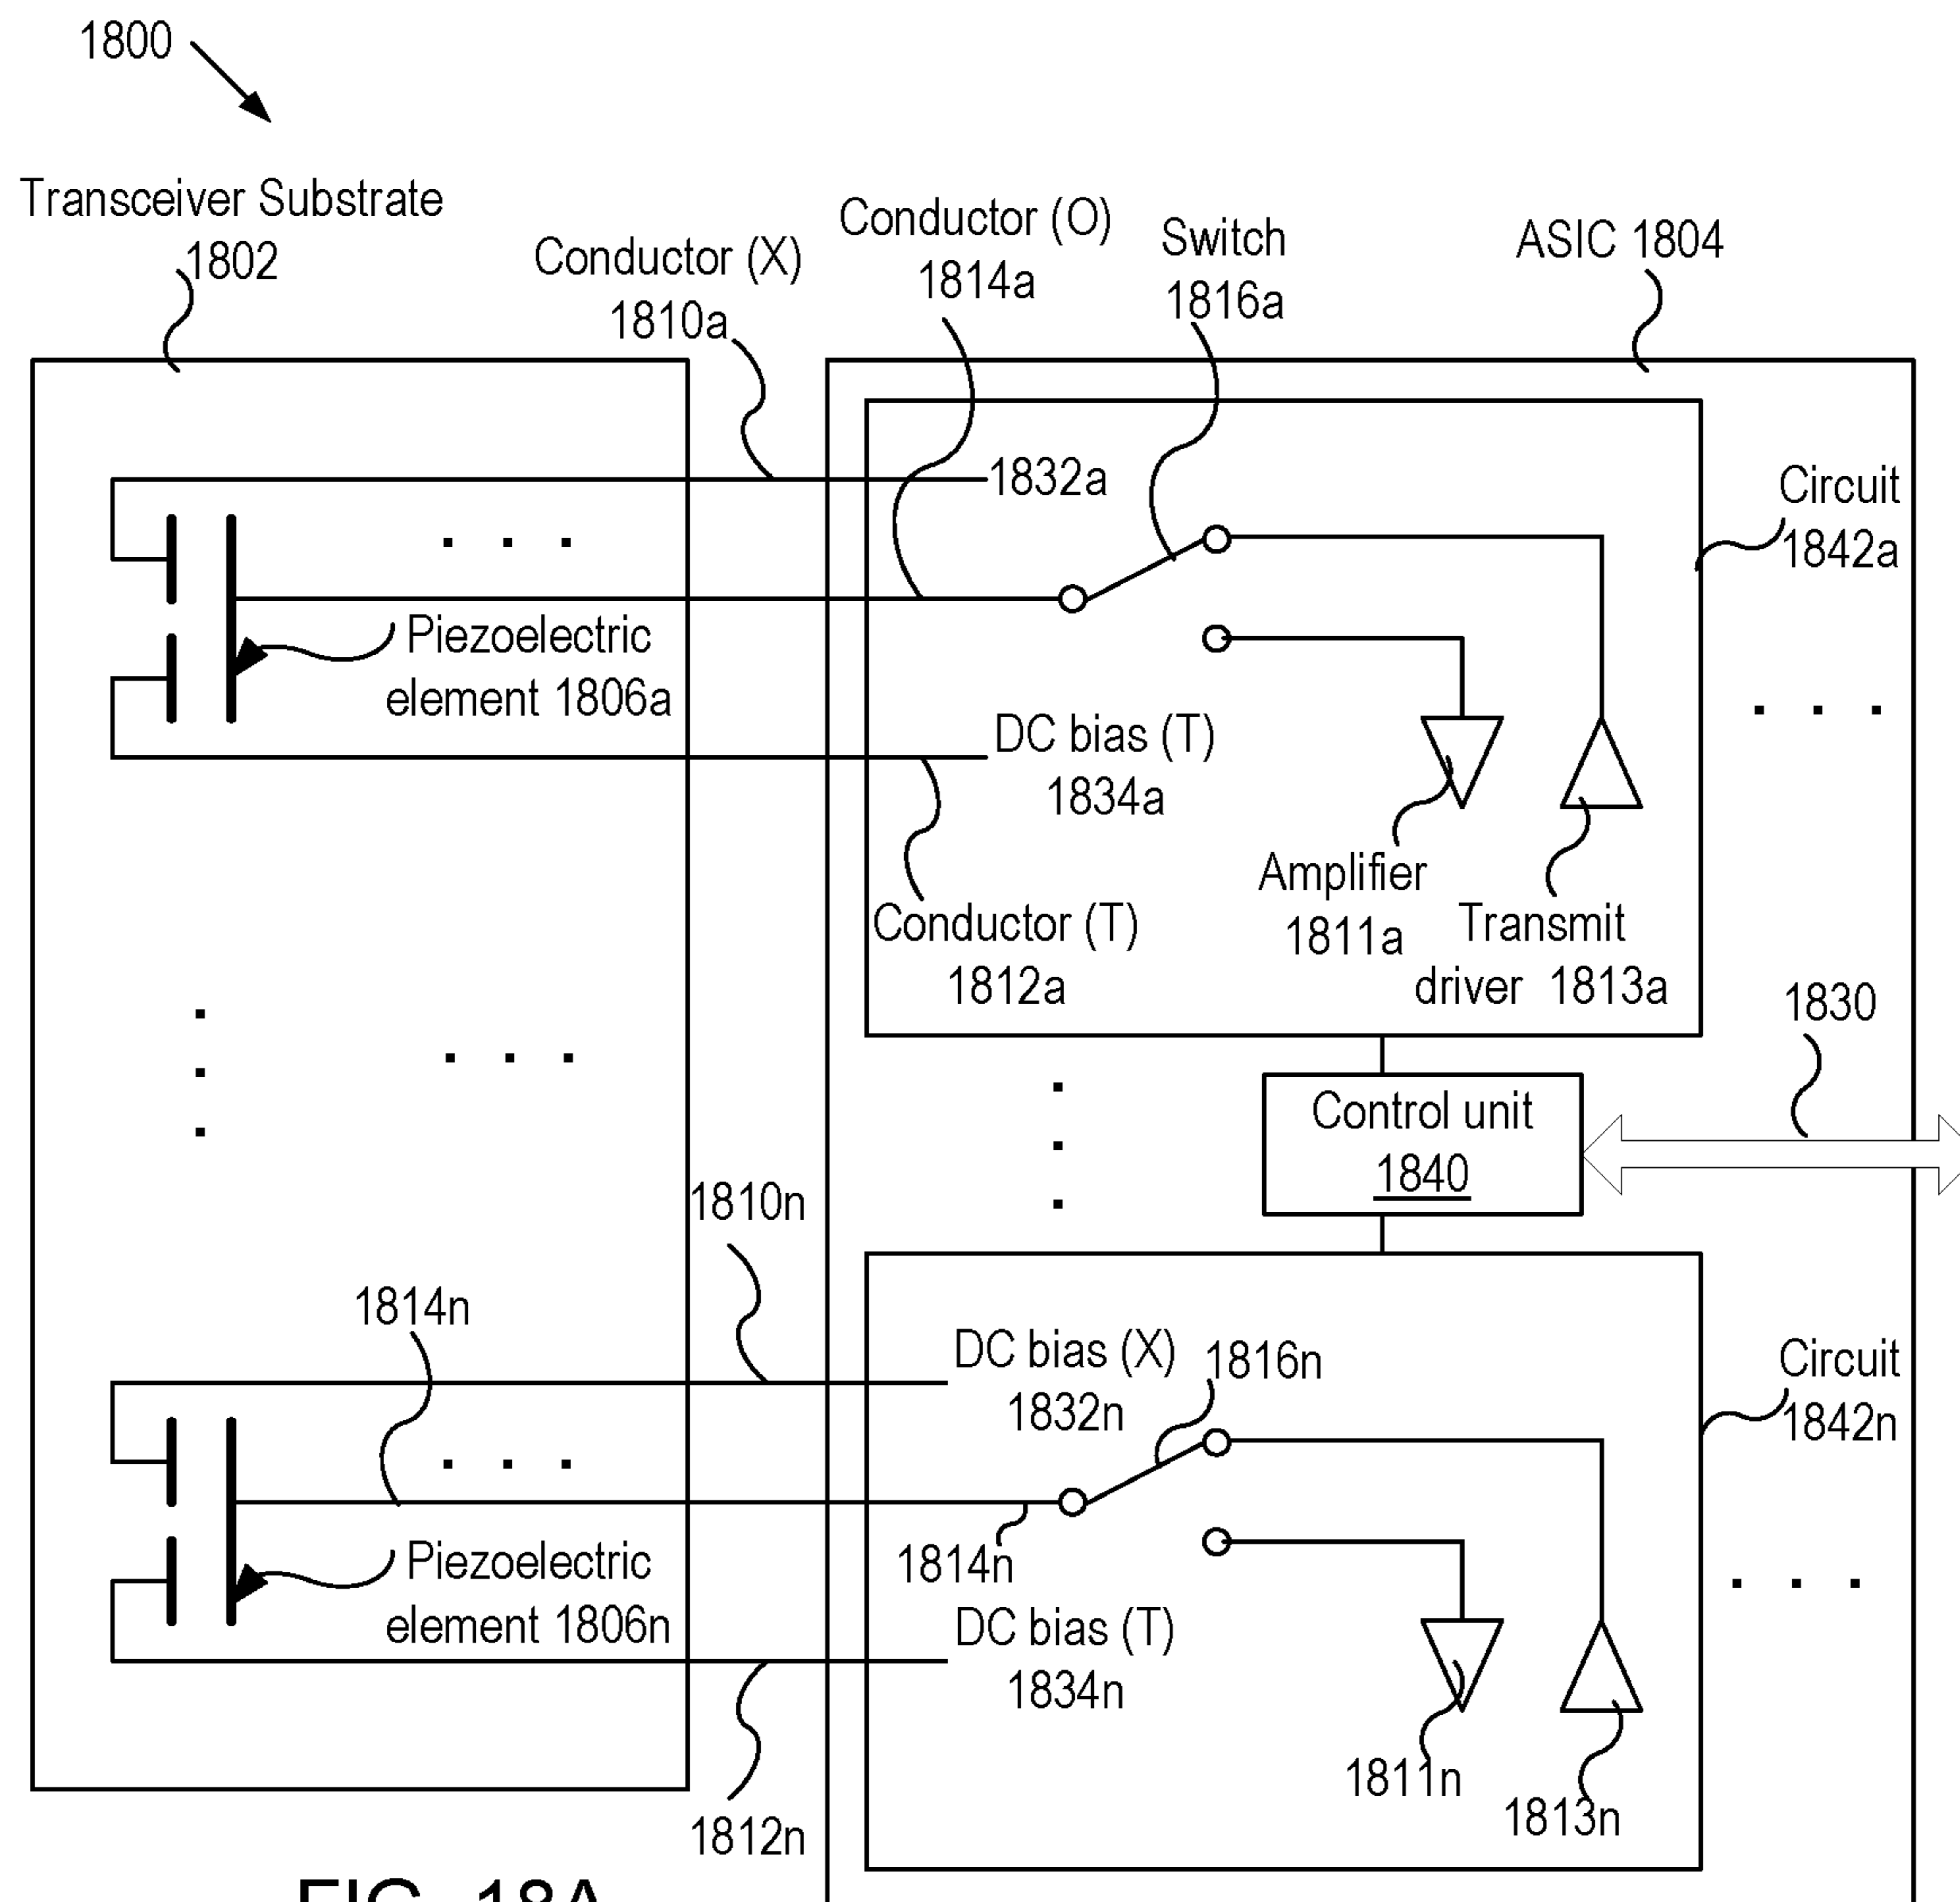 1800
Transceiver Substrate
1802
Conductor (X)
1810a
Conductor (O)
1814a
Switch
1816a
ASIC 1804
1832a
Circuit
1842a
Piezoelectric
element 1806a
DC bias (T)
1834a
Amplifier
1811a
Transmit
driver 1813a
Conductor (T)
1812a
1830
Control unit
1840
1810n
1814n
DC bias (X)
1832n
1816n
Circuit
1842n
1814n
Piezoelectric
element 1806n
DC bias (T)
1834n
1811n
1813n
1812n
FIG. 18A